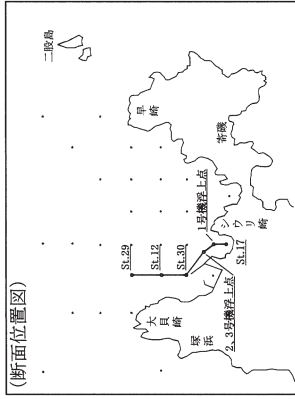 (断面位置図)
二股島
早崎
寄磯
St.29
St.12
St.30
1号機浮上点
シウリ崎
St.17
2、3号機浮上点
大貝崎
塚浜